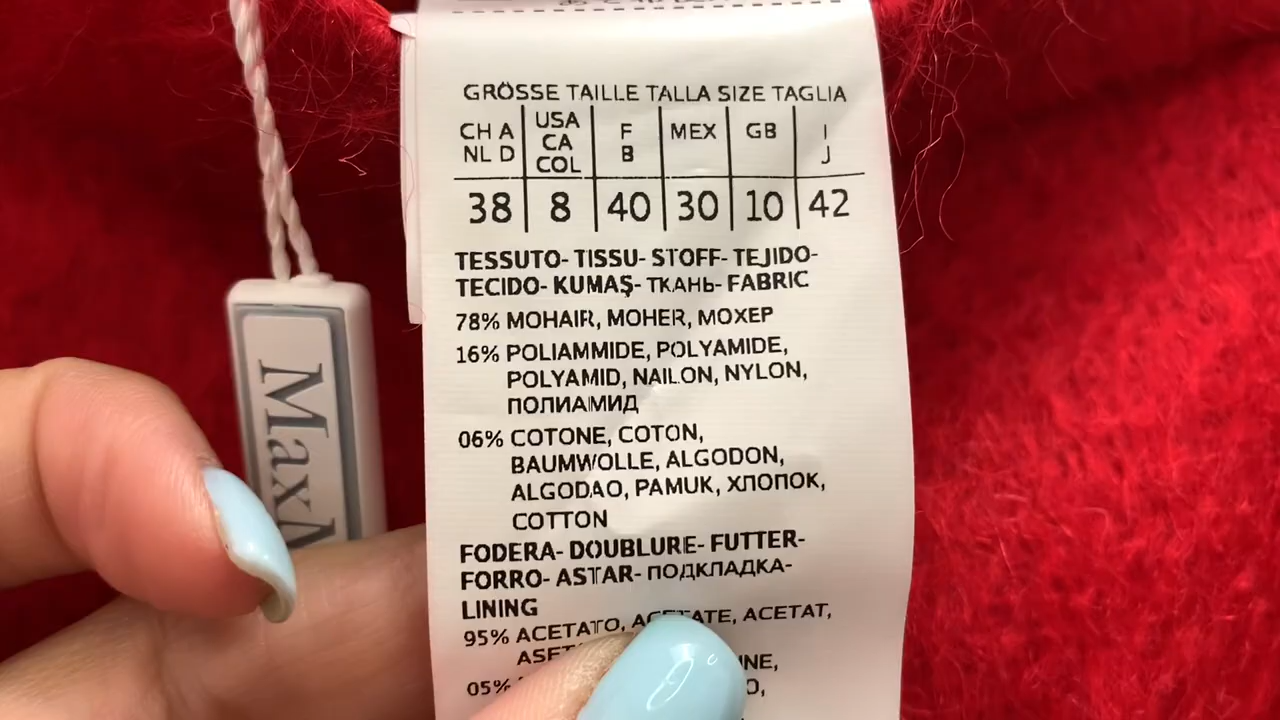 GRÖSSE TAILLE TALLA SIZE TAGLIA
CH A NL D | USA CA COL | F B | MEX | GB | I J
38 | 8 | 40 | 30 | 10 | 42
TESSUTO- TISSU- STOFF- TEJIDO-
TECIDO- KUMAŞ- ТКАНЬ- FABRIC
78% MOHAIR, MOHER, МОХЕР
16% POLIAMMIDE, POLYAMIDE,
POLYAMID, NAILON, NYLON,
ПОЛИАМИД
06% COTONE, COTON,
BAUMWOLLE, ALGODON,
ALGODAO, PAMUK, ХЛОПОК,
COTTON
FODERA- DOUBLURE- FUTTER-
FORRO- ASTAR- ПОДКЛАДКА-
LINING
95% ACETATO, ACETATE, ACETAT,
05%
Max